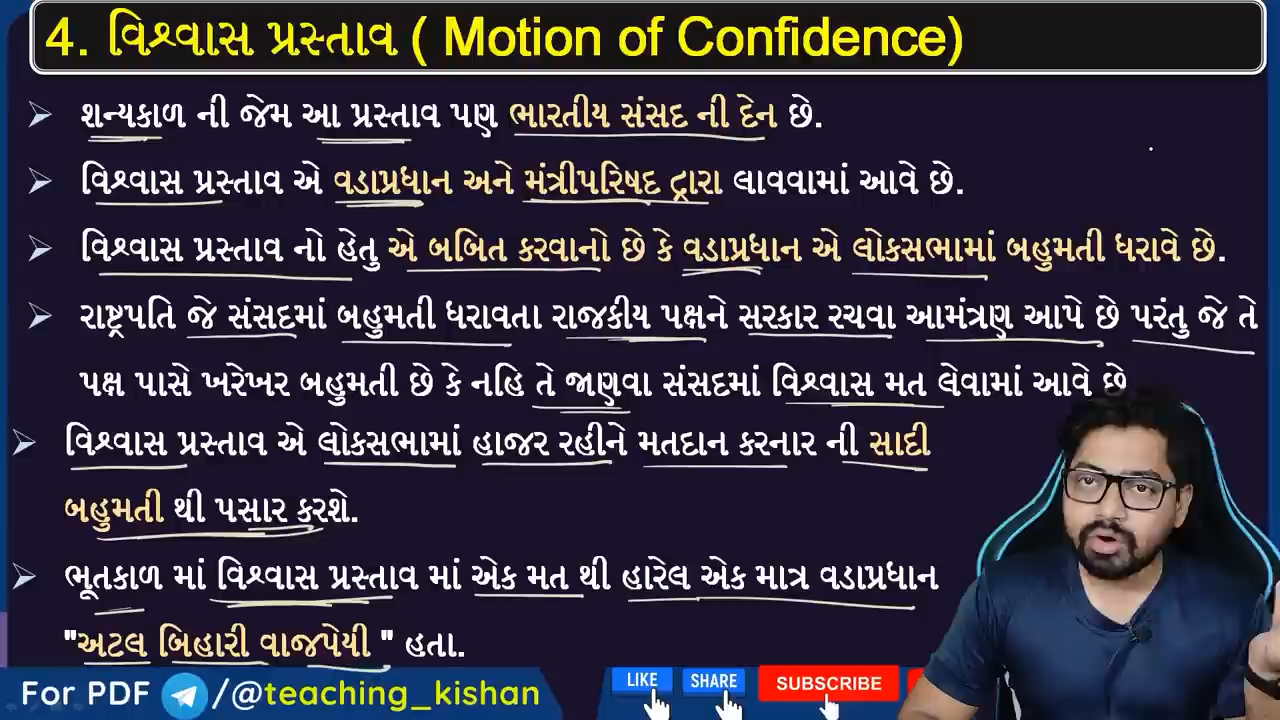 4. વિશ્વાસ પ્રસ્તાવ ( Motion of Confidence)
શન્યકાળ ની જેમ આ પ્રસ્તાવ પણ ભારતીય સંસદ ની દેન છે.
વિશ્વાસ પ્રસ્તાવ એ વડાપ્રધાન અને મંત્રીપરિષદ દ્વારા લાવવામાં આવે છે.
વિશ્વાસ પ્રસ્તાવ નો હેતુ એ બબિત કરવાનો છે કે વડાપ્રધાન એ લોકસભામાં બહુમતી ધરાવે છે.
રાષ્ટ્રપતિ જે સંસદમાં બહુમતી ધરાવતા રાજકીય પક્ષને સરકાર રચવા આમંત્રણ આપે છે પરંતુ જે તે
પક્ષ પાસે ખરેખર બહુમતી છે કે નહિ તે જાણવા સંસદમાં વિશ્વાસ મત લેવામાં આવે છે
વિશ્વાસ પ્રસ્તાવ એ લોકસભામાં હાજર રહીને મતદાન કરનાર ની સાદી
બહુમતી થી પસાર કરશે.
ભૂતકાળ માં વિશ્વાસ પ્રસ્તાવ માં એક મત થી હારેલ એક માત્ર વડાપ્રધાન
"અટલ બિહારી વાજપેયી " હતા.
For PDF /@teaching_kishan
LIKE SHARE SUBSCRIBE